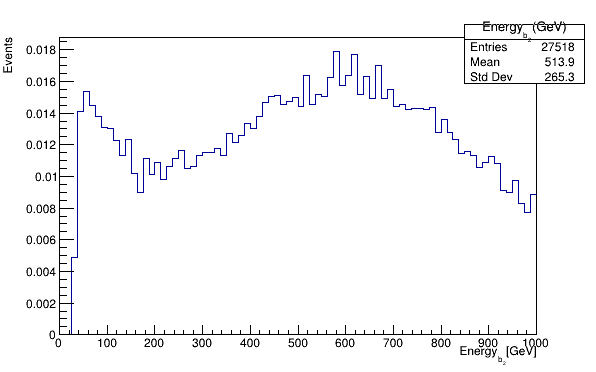 Energy_b_2(GeV)
Entries 27518
Mean 513.9
Std Dev 265.3
Events
0.018
0.016
0.014
0.012
0.01
0.008
0.006
0.004
0.002
0
0 100 200 300 400 500 600 700 800 900 1000
Energy_b_2[GeV]